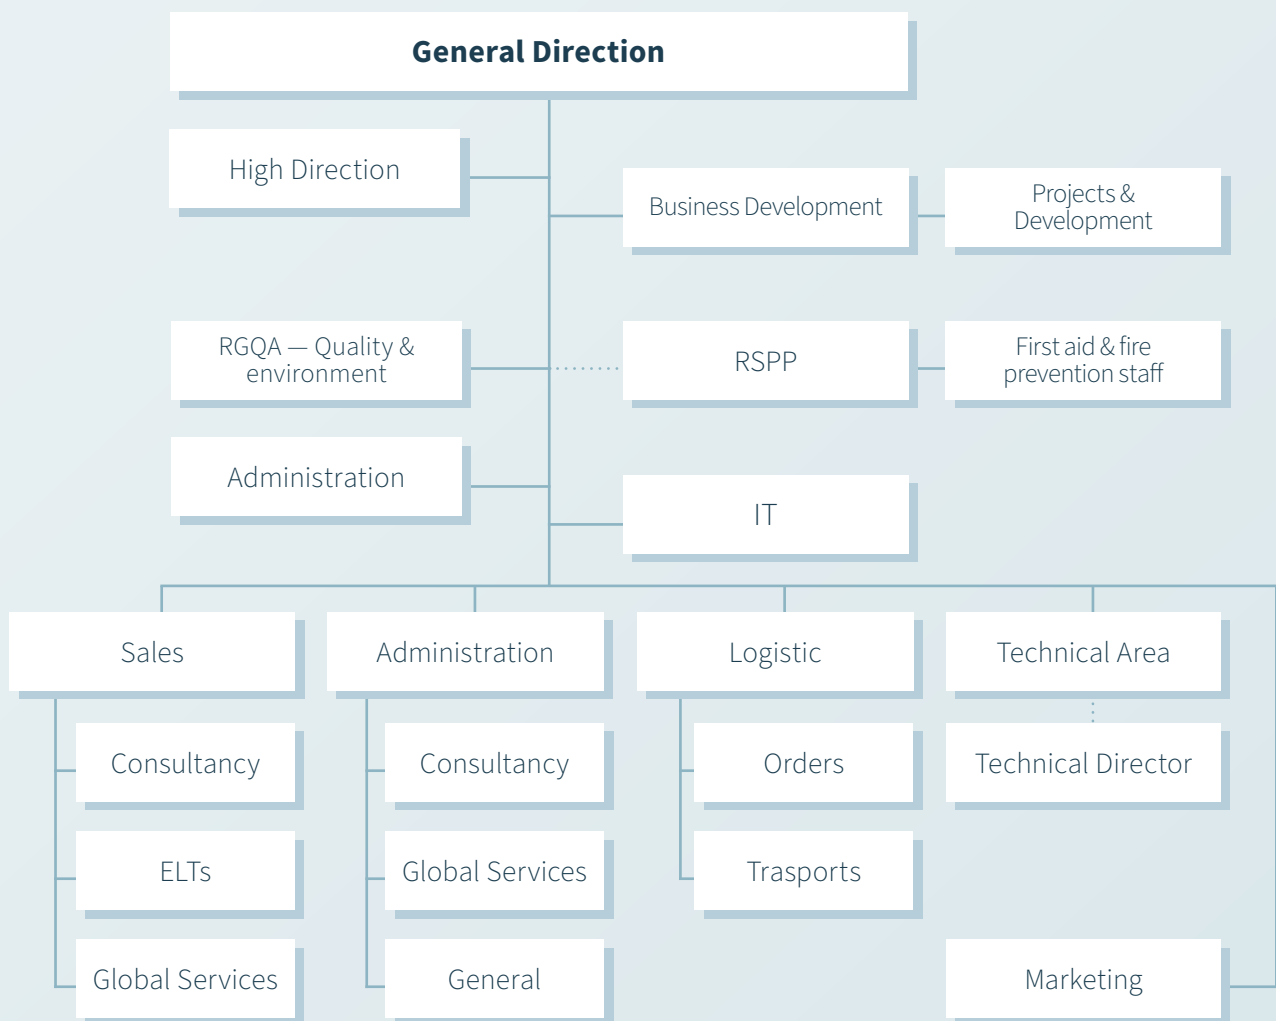 General Direction
High Direction
Business Development
Projects &
Development
RGQA — Quality &
environment
RSPP
First aid & fire
prevention staff
Administration
IT
Sales
Administration
Logistic
Technical Area
Consultancy
Consultancy
Orders
Technical Director
ELTs
Global Services
Trasports
Global Services
General
Marketing